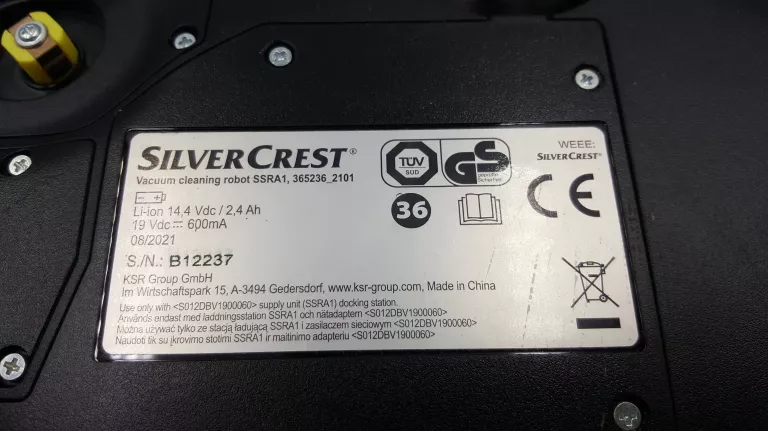 SILVERCREST®
Vacuum cleaning robot SSRA1, 365236_2101
Li-ion 14,4 Vdc / 2,4 Ah
19 Vdc ⎓ 600mA
08/2021
S./N.: B12237
KSR Group GmbH
Im Wirtschaftspark 15, A-3494 Gedersdorf, www.ksr-group.com, Made in China
Use only with <S012DBV1900060> supply unit (SSRA1) docking station.
Används endast med laddningsstation SSRA1 och nätadaptern <S012DBV1900060>
Można używać tylko ze stacją ładującą SSRA1 i zasilaczem sieciowym <S012DBV1900060>
Naudoti tik su įkrovimo stotimi SSRA1 ir maitinimo adapteriu <S012DBV1900060>
TÜV
SÜD
GS
geprüfte
Sicherheit
36
CE
WEEE:
SILVERCREST®